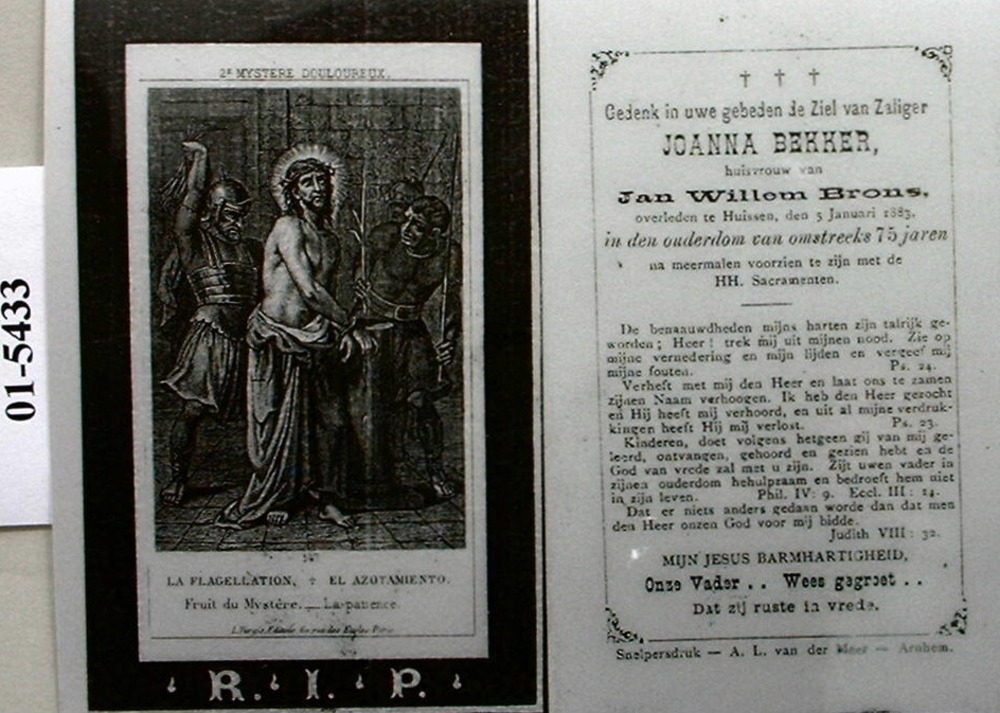 01-5433
2E MYSTERE DOULOUREUX.
LA FLAGELLATION, † EL AZOTAMIENTO.
Fruit du Mystère. — La patience.
R. I. P.
† † †
Gedenk in uwe gebeden de Ziel van Zaliger
JOANNA BEKKER,
huisvrouw van
Jan Willem Brons,
overleden te Huissen, den 5 Januari 1883.
in den ouderdom van omstreeks 75 jaren
na meermalen voorzien te zijn met de
HH. Sacramenten.
De benaauwdheden mijns harten zijn talrijk ge-
worden; Heer! trek mij uit mijnen nood. Zie op
mijne vernedering en mijn lijden en vergeef mij
mijne fouten. Ps. 24.
Verheft met mij den Heer en laat ons te zamen
zijnen Naam verhoogen. Ik heb den Heer gezocht
en Hij heeft mij verhoord, en uit al mijne verdruk-
kingen heeft Hij mij verlost. Ps. 23.
Kinderen, doet volgens hetgeen gij van mij ge-
leerd, ontvangen, gehoord en gezien hebt en de
God van vrede zal met u zijn. Zijt uwen vader in
zijnen ouderdom behulpzaam en bedroeft hem niet
in zijn leven. Phil. IV: 9. Eccl. III: 14.
Dat er niets anders gedaan worde dan dat men
den Heer onzen God voor mij bidde.
Judith VIII: 32.
MIJN JESUS BARMHARTIGHEID,
Onze Vader . . Wees gegroet . .
Dat zij ruste in vrede.
Snelpersdruk — A. L. van der Meer — Arnhem.